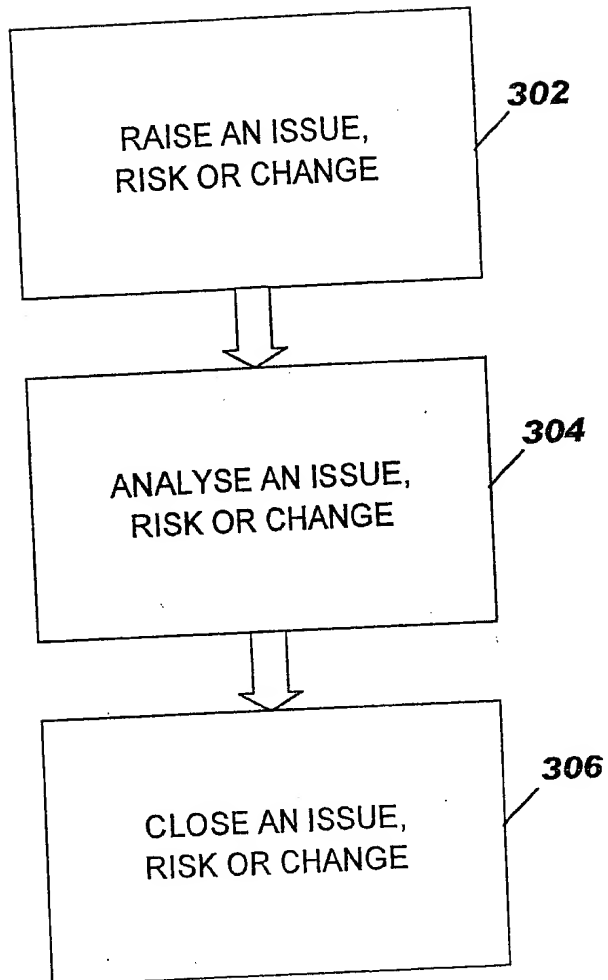 RAISE AN ISSUE,
RISK OR CHANGE
302
ANALYSE AN ISSUE,
RISK OR CHANGE
304
CLOSE AN ISSUE,
RISK OR CHANGE
306